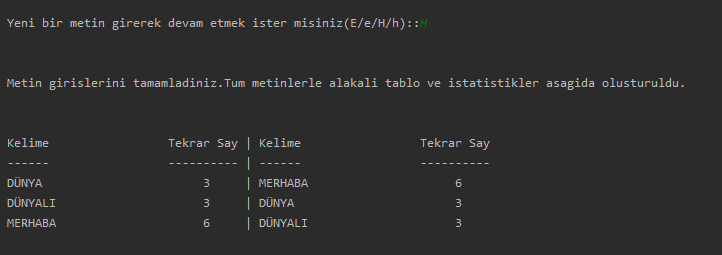 Yeni bir metin girerek devam etmek ister misiniz(E/e/H/h)::H
Metin girislerini tamamladiniz.Tum metinlerle alakali tablo ve istatistikler asagida olusturuldu.
Kelime Tekrar Say | Kelime Tekrar Say
------ ---------- | ------ ----------
DÜNYA 3 | MERHABA 6
DÜNYALI 3 | DÜNYA 3
MERHABA 6 | DÜNYALI 3